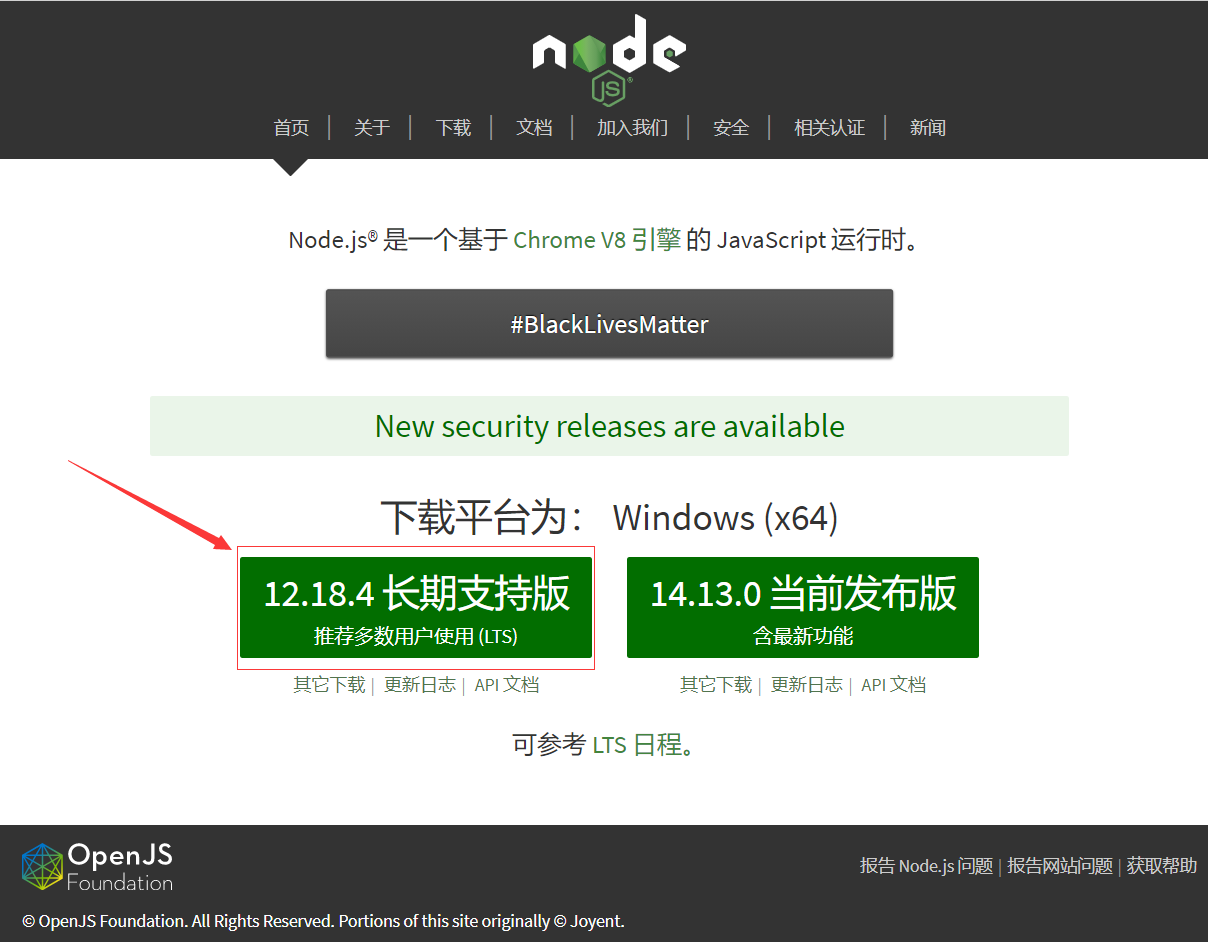 node
JS®
首页 | 关于 | 下载 | 文档 | 加入我们 | 安全 | 相关认证 | 新闻
Node.js® 是一个基于 Chrome V8 引擎 的 JavaScript 运行时。
#BlackLivesMatter
New security releases are available
下载平台为： Windows (x64)
12.18.4 长期支持版
推荐多数用户使用 (LTS)
其它下载 | 更新日志 | API 文档
14.13.0 当前发布版
含最新功能
其它下载 | 更新日志 | API 文档
可参考 LTS 日程。
OpenJS
Foundation
报告 Node.js 问题 | 报告网站问题 | 获取帮助
© OpenJS Foundation. All Rights Reserved. Portions of this site originally © Joyent.